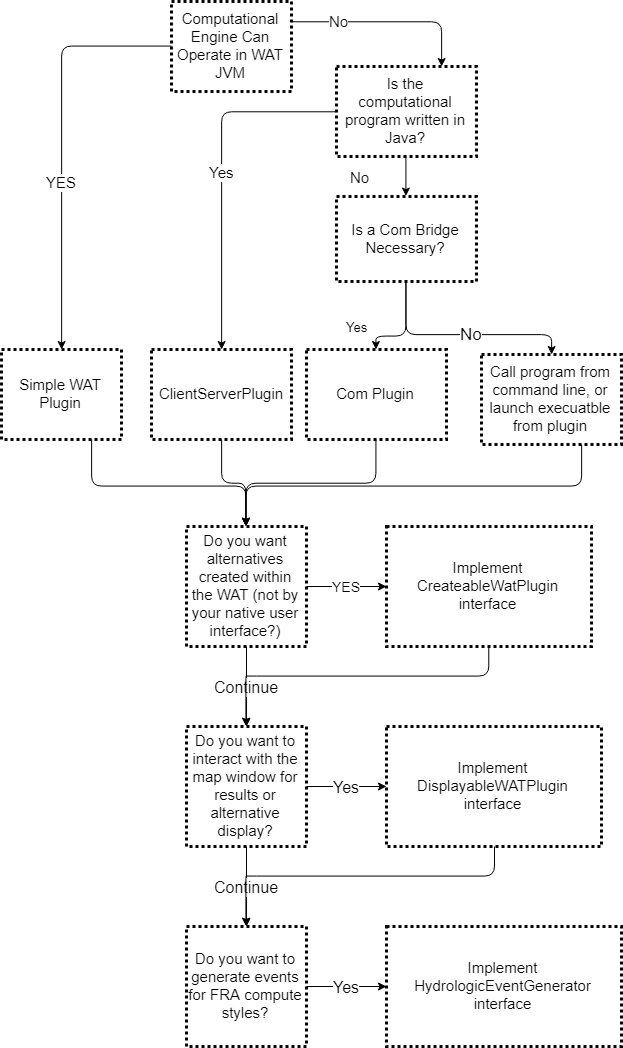 Computational
Engine Can
Operate in WAT
JVM
No
Is the
computational
program written in
Java?
YES
Yes
No
Is a Com Bridge
Necessary?
Yes
No
Simple WAT
Plugin
ClientServerPlugin
Com Plugin
Call program from
command line, or
launch execuatble
from plugin
Do you want
alternatives
created within
the WAT (not by
your native user
interface?)
YES
Implement
CreateableWatPlugin
interface
Continue
Do you want to
interact with the
map window for
results or
alternative
display?
Yes
Implement
DisplayableWATPlugin
interface
Continue
Do you want to
generate events
for FRA compute
styles?
Yes
Implement
HydrologicEventGenerator
interface